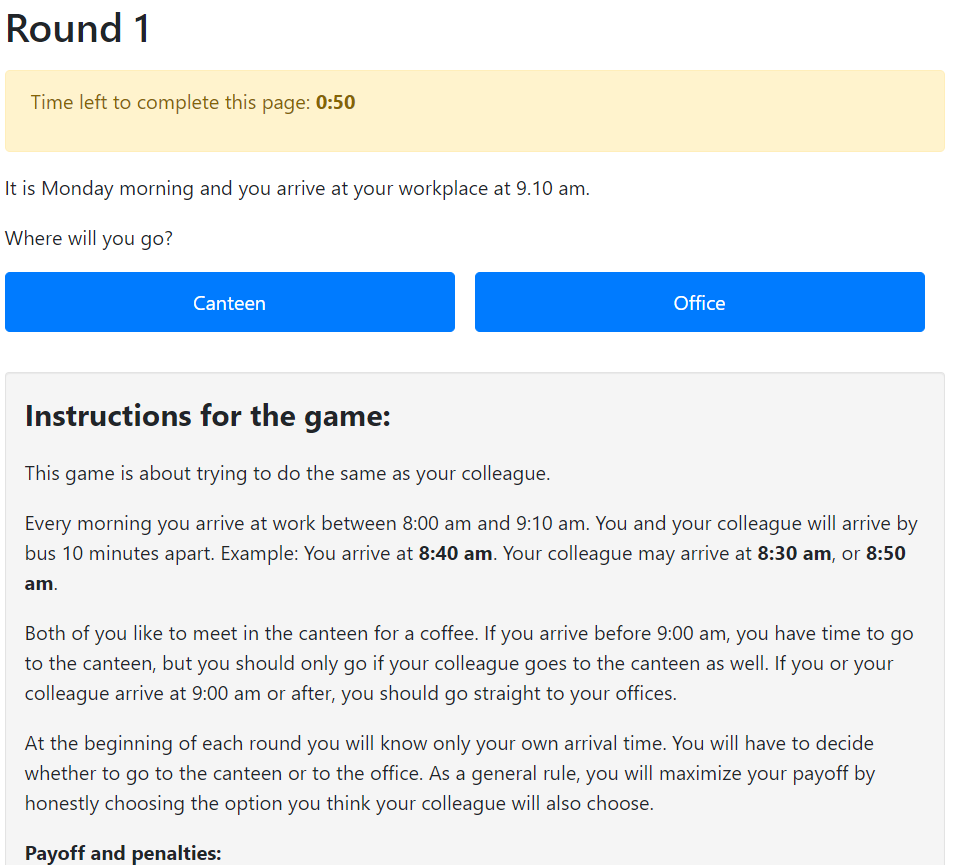 Round 1
Time left to complete this page: 0:50
It is Monday morning and you arrive at your workplace at 9.10 am.
Where will you go?
Canteen
Office
Instructions for the game:
This game is about trying to do the same as your colleague.
Every morning you arrive at work between 8:00 am and 9:10 am. You and your colleague will arrive by
bus 10 minutes apart. Example: You arrive at 8:40 am. Your colleague may arrive at 8:30 am, or 8:50
am.
Both of you like to meet in the canteen for a coffee. If you arrive before 9:00 am, you have time to go
to the canteen, but you should only go if your colleague goes to the canteen as well. If you or your
colleague arrive at 9:00 am or after, you should go straight to your offices.
At the beginning of each round you will know only your own arrival time. You will have to decide
whether to go to the canteen or to the office. As a general rule, you will maximize your payoff by
honestly choosing the option you think your colleague will also choose.
Payoff and penalties: